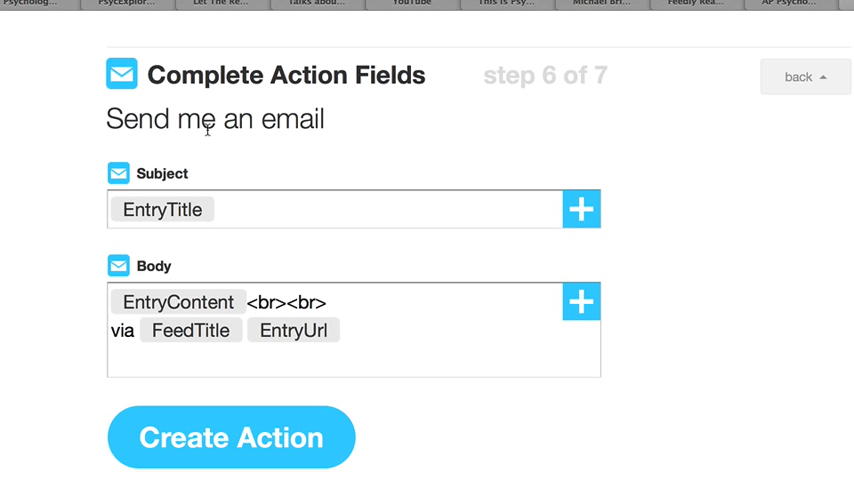 Psycholog... PsycExplor... Let The Re... Talks abou... YouTube This Is Psy... Michael Bri... Feedly Rea... AP Psycho...
Complete Action Fields step 6 of 7 back
Send me an email
Subject
EntryTitle
Body
EntryContent <br><br>
via FeedTitle EntryUrl
Create Action